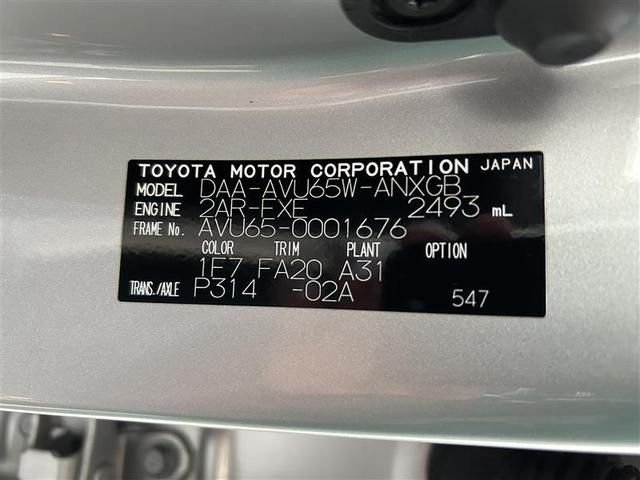 TOYOTA MOTOR CORPORATION JAPAN
MODEL DAA-AVU65W-ANXGB
ENGINE 2AR-FXE 2493 mL
FRAME No. AVU65-0001676
COLOR TRIM PLANT OPTION
1E7 FA20 A31
TRANS./AXLE P314 -02A 547